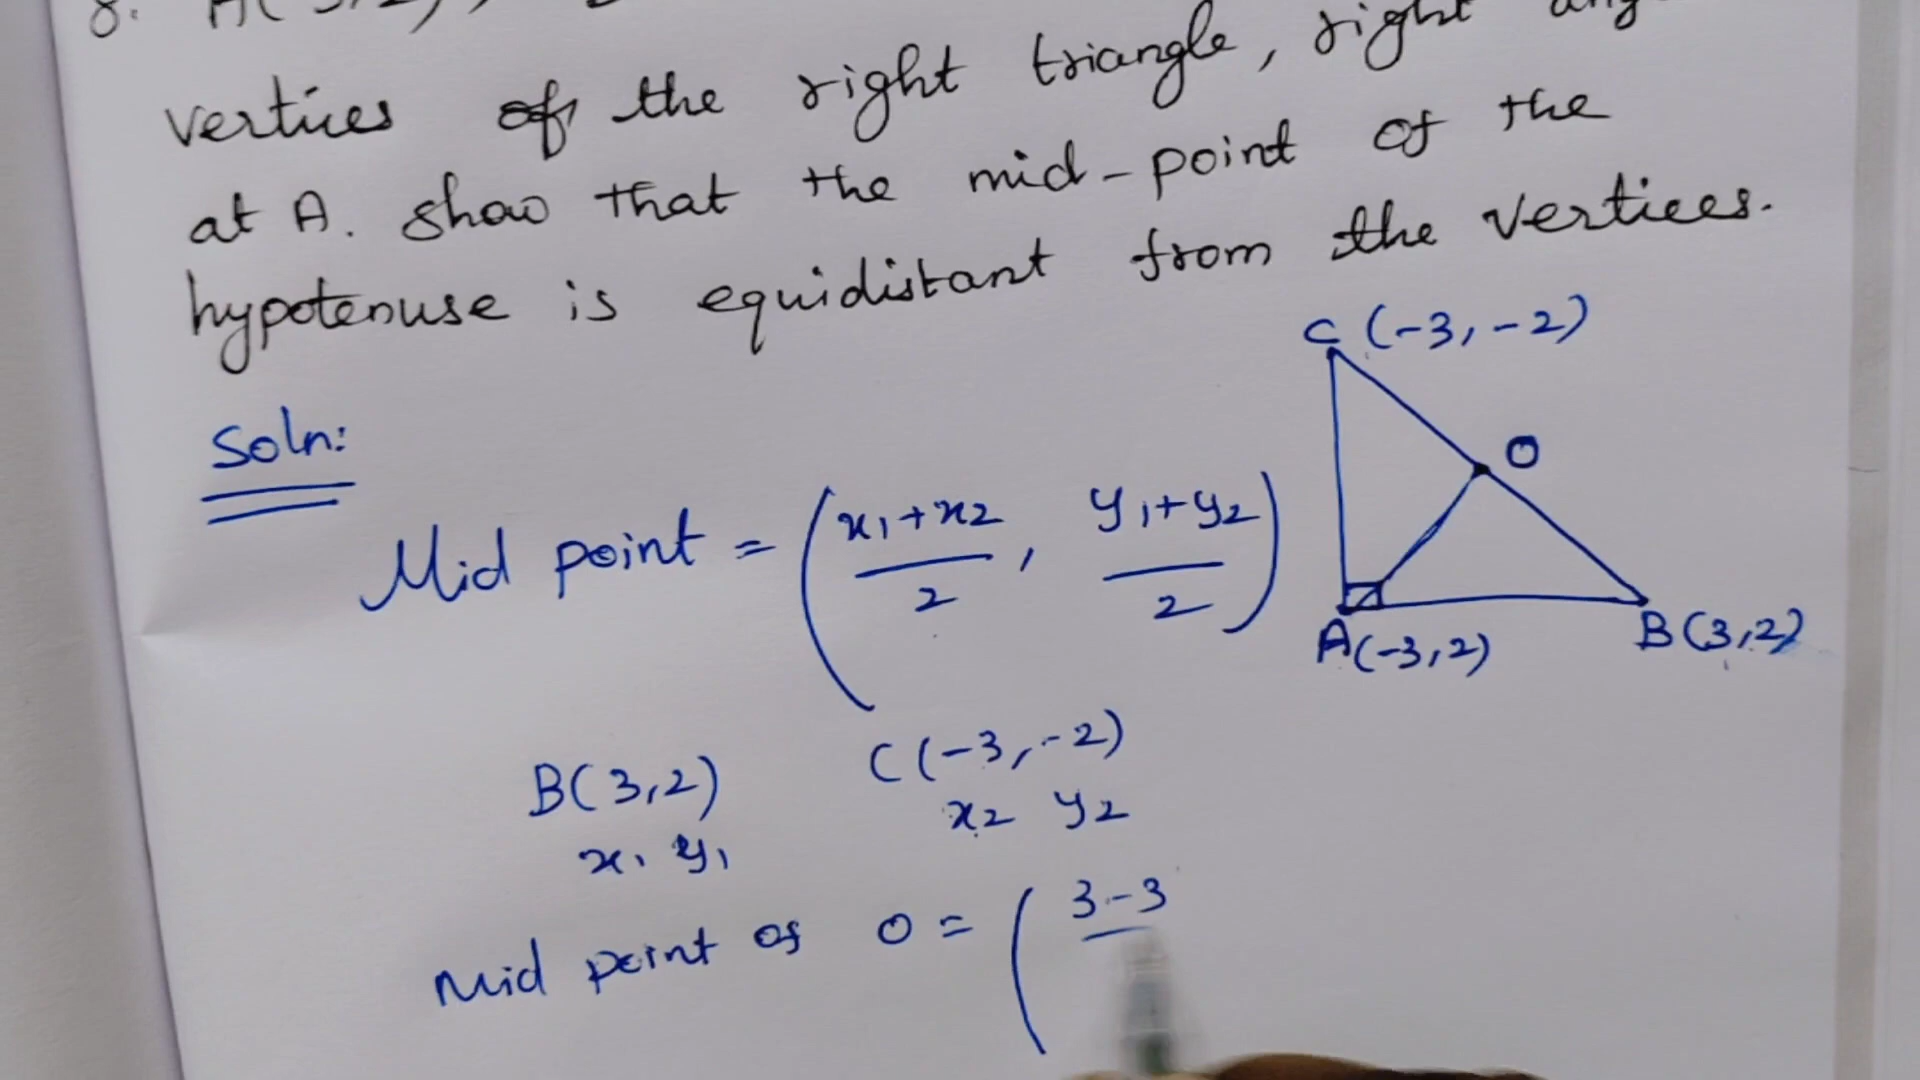 8.
vertices of the right triangle, right
at A. show that the mid-point of the
hypotenuse is equidistant from the vertices.
Soln:
C (-3, -2)
O
A(-3,2)
B(3,2)
Mid point = (x1+x2/2, y1+y2/2)
B(3,2) C(-3,-2)
x1 y1 x2 y2
Mid point of O = (3-3